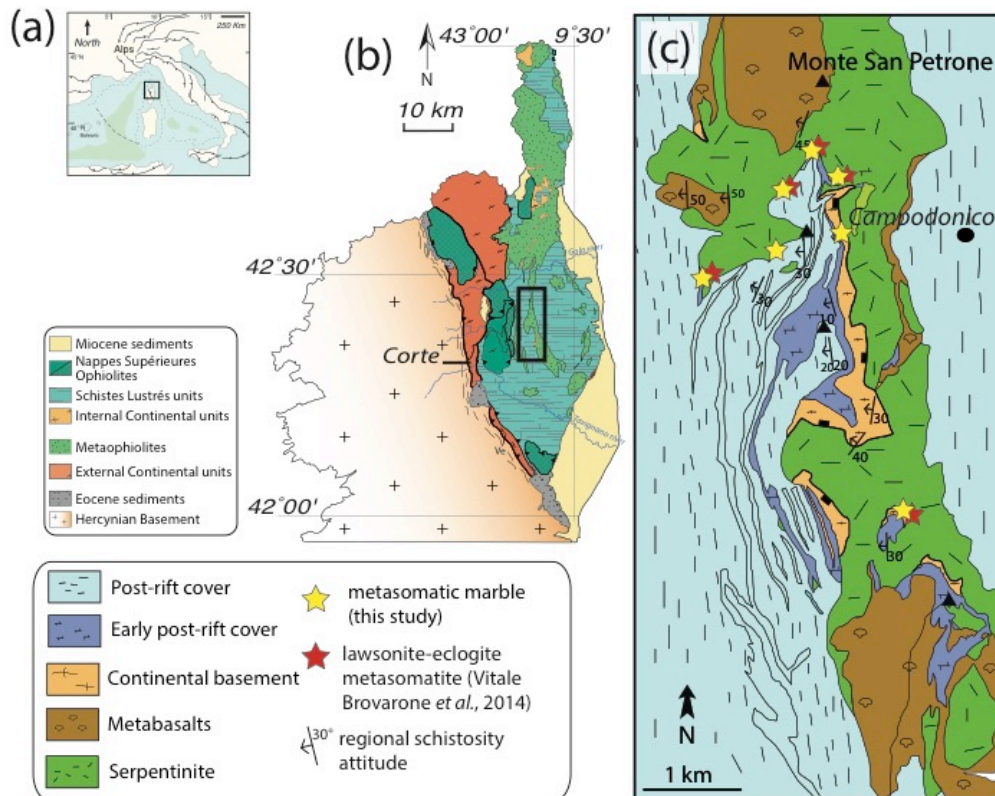 (a)
North
Alps
250 Km
(b)
43°00'
9°30'
N
10 km
42°30'
Corte
42°00'
Miocene sediments
Nappes Supérieures
Ophiolites
Schistes Lustrés units
Internal Continental units
Metaophiolites
External Continental units
Eocene sediments
Hercynian Basement
Post-rift cover
Early post-rift cover
Continental basement
Metabasalts
Serpentinite
metasomatic marble
(this study)
lawsonite-eclogite
metasomatite (Vitale
Brovarone et al., 2014)
30°
regional schistosity
attitude
(c)
Monte San Petrone
45
50
50
Campodonico
30
30
10
20
20
30
40
30
N
1 km